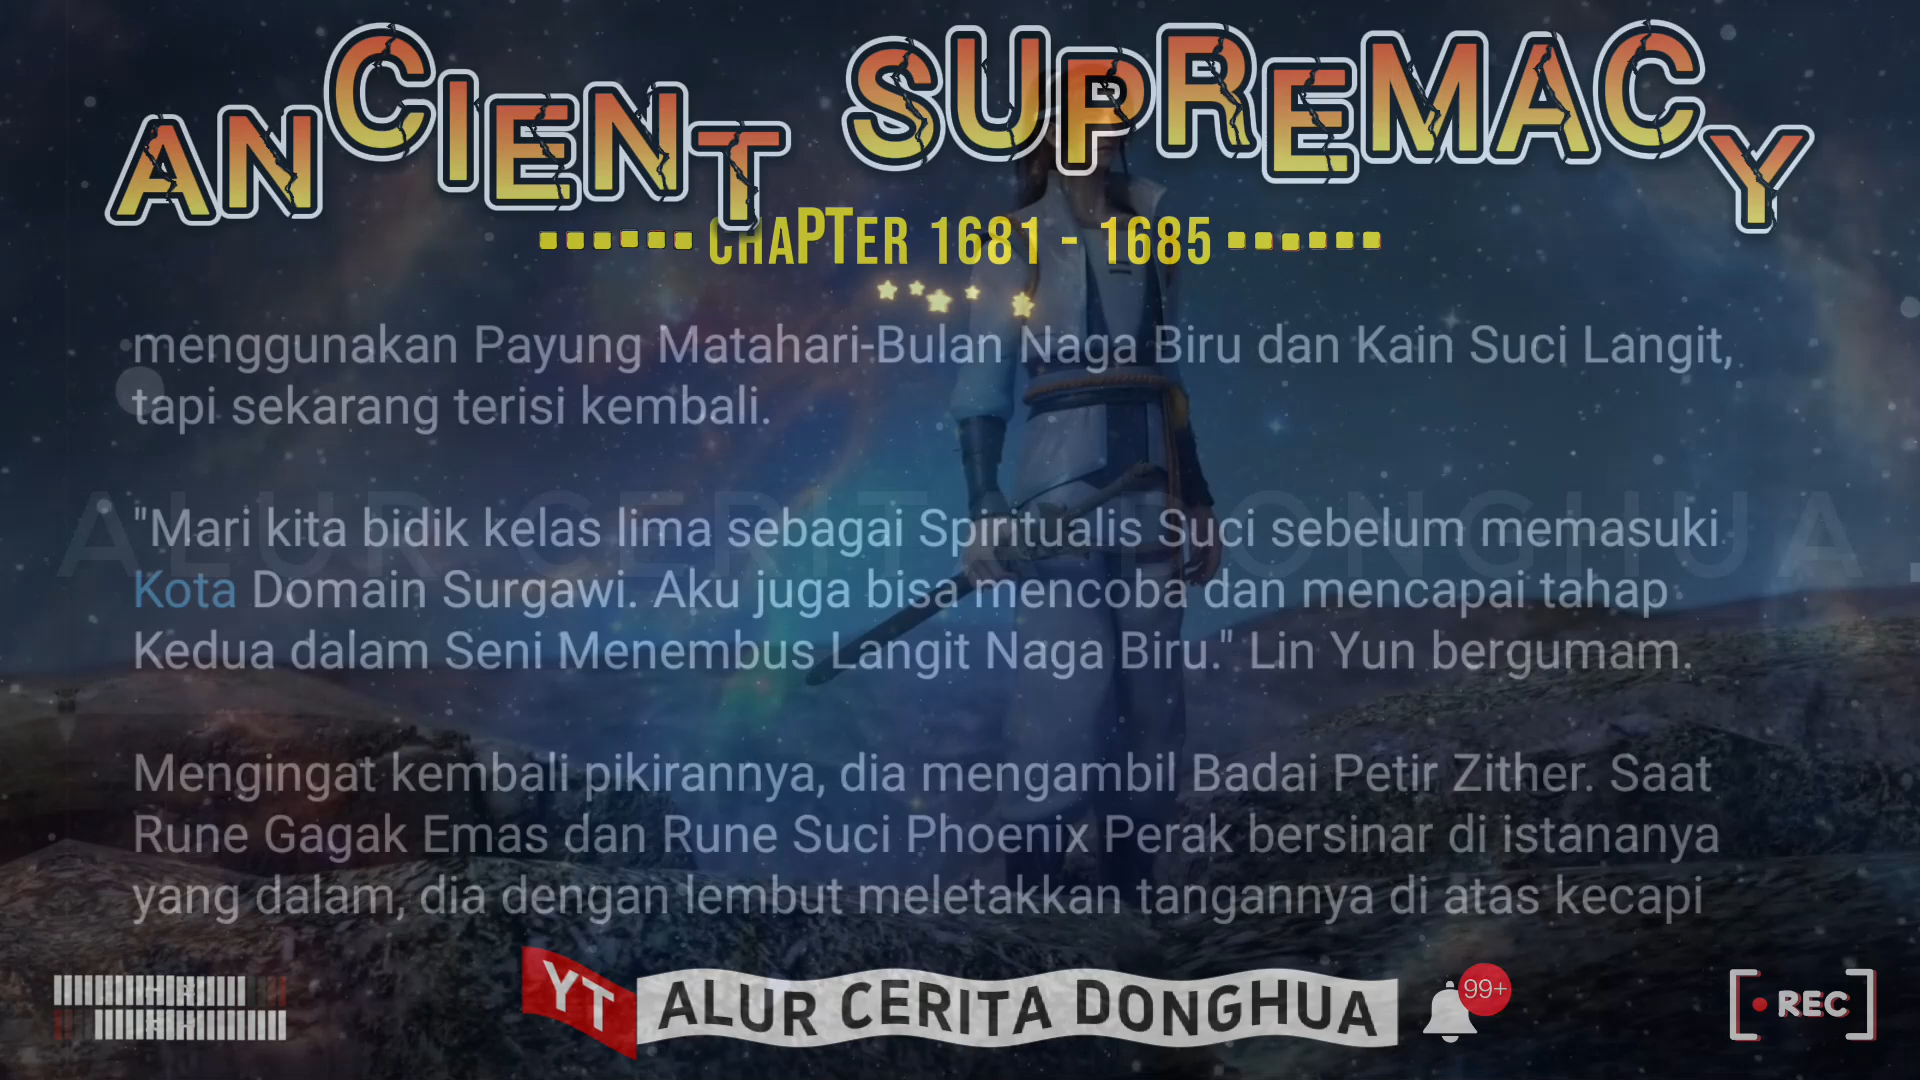 ANCIENT SUPREMACY
CHAPTER 1681 - 1685
menggunakan Payung Matahari-Bulan Naga Biru dan Kain Suci Langit,
tapi sekarang terisi kembali.
ALUR CERITA DONGHUA
"Mari kita bidik kelas lima sebagai Spiritualis Suci sebelum memasuki
Kota Domain Surgawi. Aku juga bisa mencoba dan mencapai tahap
Kedua dalam Seni Menembus Langit Naga Biru." Lin Yun bergumam.
Mengingat kembali pikirannya, dia mengambil Badai Petir Zither. Saat
Rune Gagak Emas dan Rune Suci Phoenix Perak bersinar di istananya
yang dalam, dia dengan lembut meletakkan tangannya di atas kecapi
YT ALUR CERITA DONGHUA 99+
REC